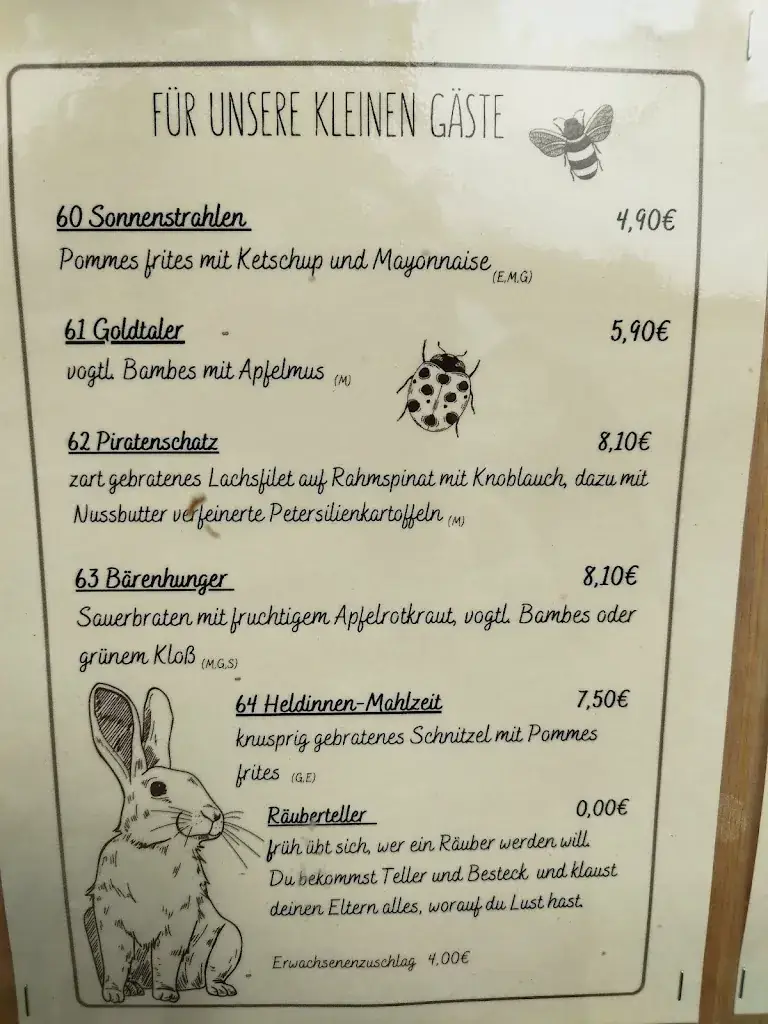 FÜR UNSERE KLEINEN GÄSTE
60 Sonnenstrahlen 4,90€
Pommes frites mit Ketschup und Mayonnaise (E,M,G)
61 Goldtaler 5,90€
vogtl. Bambes mit Apfelmus (M)
62 Piratenschatz 8,10€
zart gebratenes Lachsfilet auf Rahmspinat mit Knoblauch, dazu mit
Nussbutter verfeinerte Petersilienkartoffeln (M)
63 Bärenhunger 8,10€
Sauerbraten mit fruchtigem Apfelrotkraut, vogtl. Bambes oder
grünem Kloß (M,G,S)
64 Heldinnen-Mahlzeit 7,50€
knusprig gebratenes Schnitzel mit Pommes
frites (G,E)
Räuberteller 0,00€
früh übt sich, wer ein Räuber werden will.
Du bekommst Teller und Besteck und klaust
deinen Eltern alles, worauf du Lust hast.
Erwachsenenzuschlag 4,00€